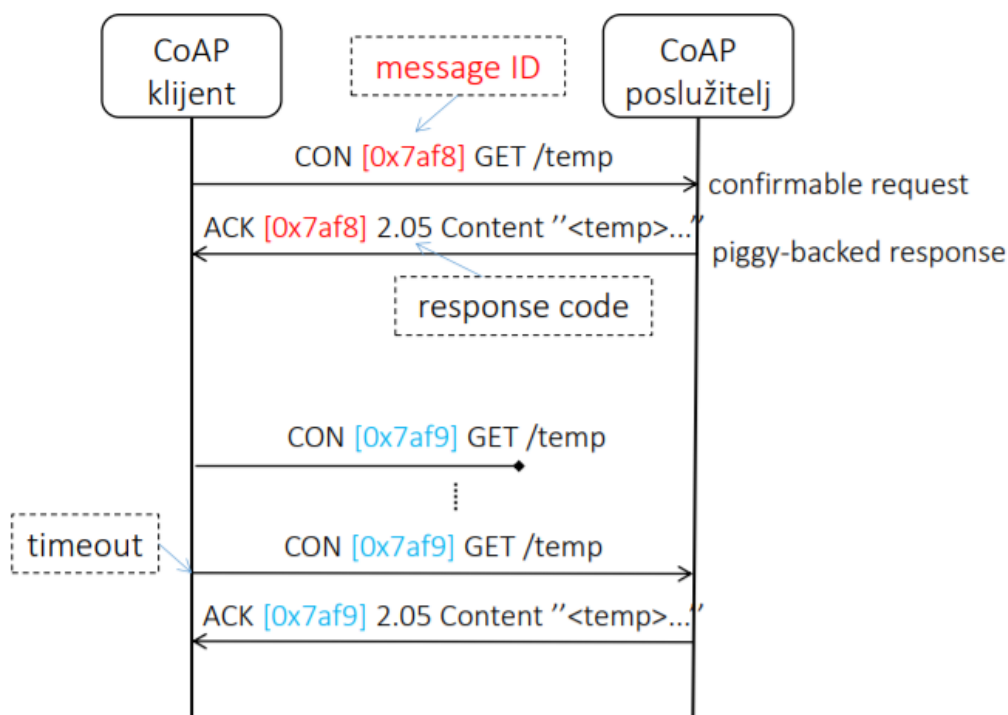 CoAP
klijent
message ID
CoAP
poslužitelj
CON [0x7af8] GET /temp
confirmable request
ACK [0x7af8] 2.05 Content ’’<temp>...’’
piggy-backed response
response code
CON [0x7af9] GET /temp
timeout
CON [0x7af9] GET /temp
ACK [0x7af9] 2.05 Content ’’<temp>...’’